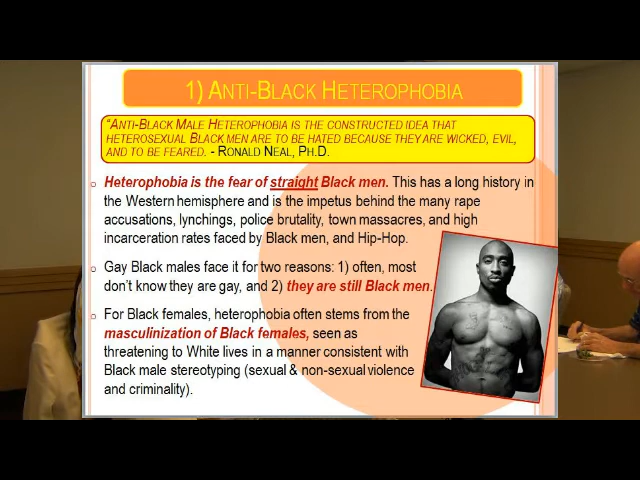 1) ANTI-BLACK HETEROPHOBIA
"ANTI-BLACK MALE HETEROPHOBIA IS THE CONSTRUCTED IDEA THAT
HETEROSEXUAL BLACK MEN ARE TO BE HATED BECAUSE THEY ARE WICKED, EVIL,
AND TO BE FEARED. - RONALD NEAL, PH.D.
Heterophobia is the fear of straight Black men. This has a long history in
the Western hemisphere and is the impetus behind the many rape
accusations, lynchings, police brutality, town massacres, and high
incarceration rates faced by Black men, and Hip-Hop.
Gay Black males face it for two reasons: 1) often, most
don't know they are gay, and 2) they are still Black men.
For Black females, heterophobia often stems from the
masculinization of Black females, seen as
threatening to White lives in a manner consistent with
Black male stereotyping (sexual & non-sexual violence
and criminality).